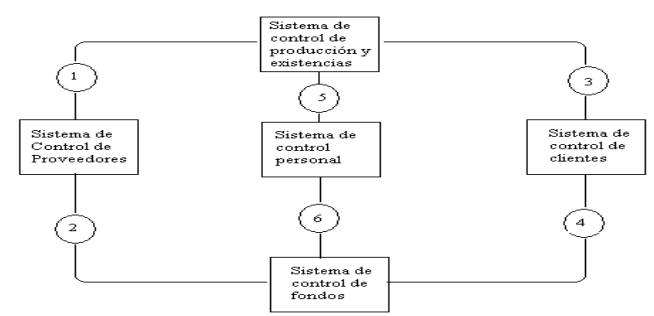 Sistema de
control de
producción y
existencias
1
5
3
Sistema de
Control de
Proveedores
Sistema de
control
personal
Sistema de
control de
clientes
2
6
4
Sistema de
control de
fondos